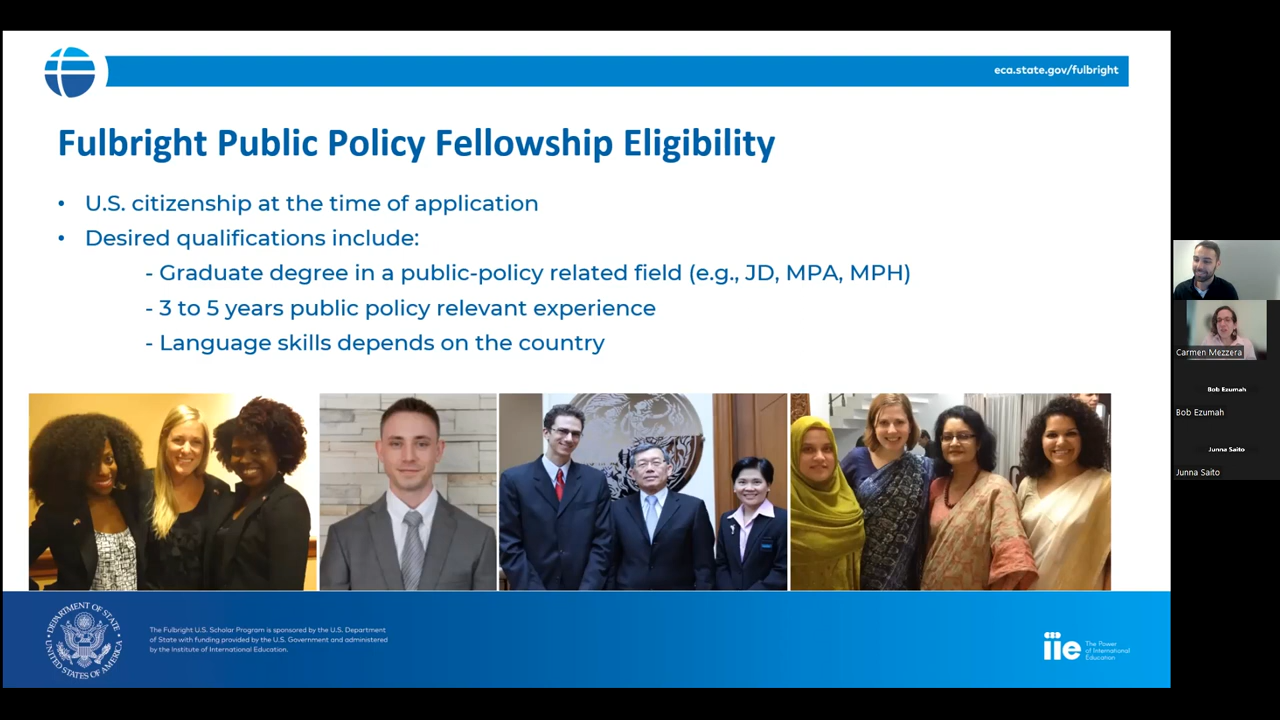 eca.state.gov/fulbright
Fulbright Public Policy Fellowship Eligibility
• U.S. citizenship at the time of application
• Desired qualifications include:
- Graduate degree in a public-policy related field (e.g., JD, MPA, MPH)
- 3 to 5 years public policy relevant experience
- Language skills depends on the country
DEPARTMENT OF STATE
UNITED STATES OF AMERICA
The Fulbright U.S. Scholar Program is sponsored by the U.S. Department
of State with funding provided by the U.S. Government and administered
by the Institute of International Education.
iie
The Power
of International
Education
Carmen Mezzera
Bob Ezumah
Bob Ezumah
Junna Saito
Junna Saito